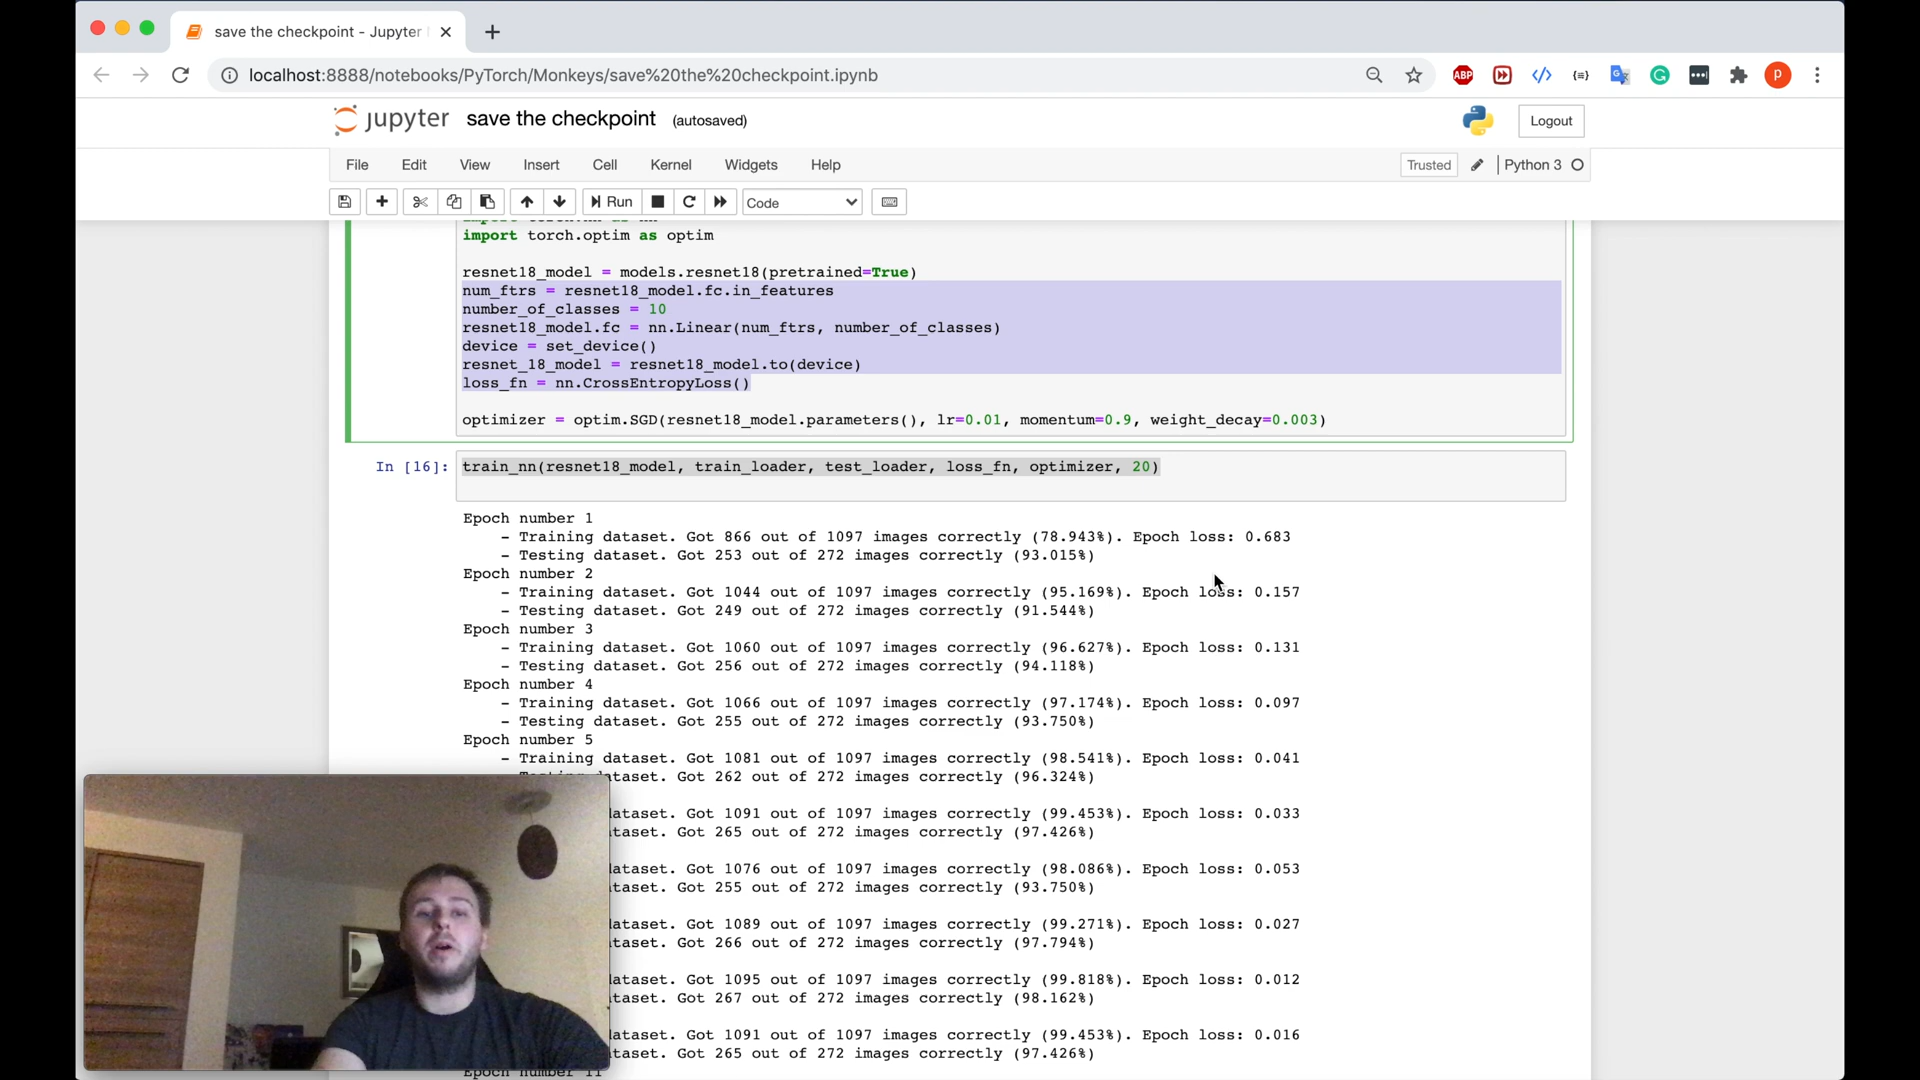 save the checkpoint - Jupyter
localhost:8888/notebooks/PyTorch/Monkeys/save%20the%20checkpoint.ipynb
ABP
P
jupyter save the checkpoint (autosaved)
Logout
File Edit View Insert Cell Kernel Widgets Help
Trusted Python 3
Run Code
import torch.optim as optim
resnet18_model = models.resnet18(pretrained=True)
num_ftrs = resnet18_model.fc.in_features
number_of_classes = 10
resnet18_model.fc = nn.Linear(num_ftrs, number_of_classes)
device = set_device()
resnet_18_model = resnet18_model.to(device)
loss_fn = nn.CrossEntropyLoss()
optimizer = optim.SGD(resnet18_model.parameters(), lr=0.01, momentum=0.9, weight_decay=0.003)
In [16]: train_nn(resnet18_model, train_loader, test_loader, loss_fn, optimizer, 20)
Epoch number 1
- Training dataset. Got 866 out of 1097 images correctly (78.943%). Epoch loss: 0.683
- Testing dataset. Got 253 out of 272 images correctly (93.015%)
Epoch number 2
- Training dataset. Got 1044 out of 1097 images correctly (95.169%). Epoch loss: 0.157
- Testing dataset. Got 249 out of 272 images correctly (91.544%)
Epoch number 3
- Training dataset. Got 1060 out of 1097 images correctly (96.627%). Epoch loss: 0.131
- Testing dataset. Got 256 out of 272 images correctly (94.118%)
Epoch number 4
- Training dataset. Got 1066 out of 1097 images correctly (97.174%). Epoch loss: 0.097
- Testing dataset. Got 255 out of 272 images correctly (93.750%)
Epoch number 5
- Training dataset. Got 1081 out of 1097 images correctly (98.541%). Epoch loss: 0.041
dataset. Got 262 out of 272 images correctly (96.324%)
dataset. Got 1091 out of 1097 images correctly (99.453%). Epoch loss: 0.033
taset. Got 265 out of 272 images correctly (97.426%)
dataset. Got 1076 out of 1097 images correctly (98.086%). Epoch loss: 0.053
taset. Got 255 out of 272 images correctly (93.750%)
dataset. Got 1089 out of 1097 images correctly (99.271%). Epoch loss: 0.027
taset. Got 266 out of 272 images correctly (97.794%)
dataset. Got 1095 out of 1097 images correctly (99.818%). Epoch loss: 0.012
taset. Got 267 out of 272 images correctly (98.162%)
dataset. Got 1091 out of 1097 images correctly (99.453%). Epoch loss: 0.016
taset. Got 265 out of 272 images correctly (97.426%)
Epoch number 11